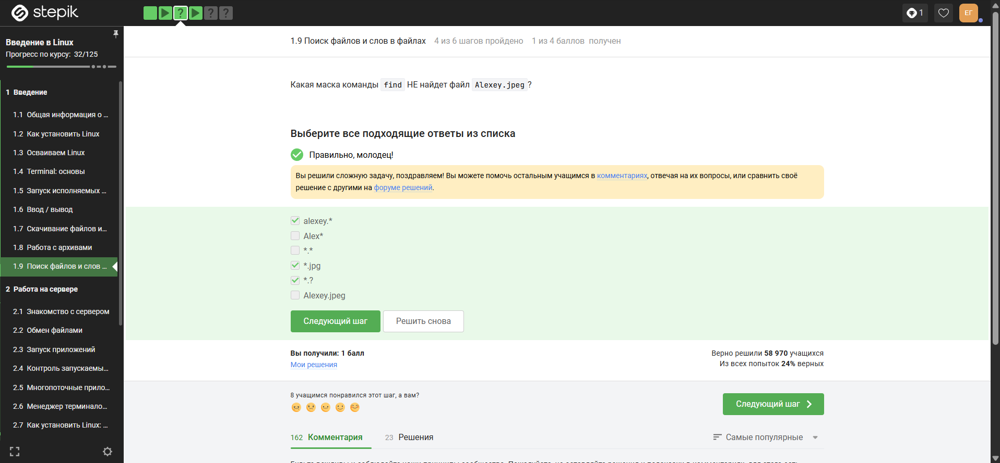 stepik
? ? ?
1
ЕГ
Введение в Linux
Прогресс по курсу: 32/125
1 Введение
1.1 Общая информация о ...
1.2 Как установить Linux
1.3 Осваиваем Linux
1.4 Terminal: основы
1.5 Запуск исполняемых ...
1.6 Ввод / вывод
1.7 Скачивание файлов и...
1.8 Работа с архивами
1.9 Поиск файлов и слов ...
2 Работа на сервере
2.1 Знакомство с сервером
2.2 Обмен файлами
2.3 Запуск приложений
2.4 Контроль запускаемы...
2.5 Многопоточные прило...
2.6 Менеджер терминало...
2.7 Как установить Linux: ...
1.9 Поиск файлов и слов в файлах 4 из 6 шагов пройдено 1 из 4 баллов получен
Какая маска команды find НЕ найдет файл Alexey.jpeg?
Выберите все подходящие ответы из списка
Правильно, молодец!
Вы решили сложную задачу, поздравляем! Вы можете помочь остальным учащимся в комментариях, отвечая на их вопросы, или сравнить своё
решение с другими на форуме решений.
alexey.*
Alex*
*.*
*.jpg
*.?
Alexey.jpeg
Следующий шаг Решить снова
Вы получили: 1 балл
Мои решения
Верно решили 58 970 учащихся
Из всех попыток 24% верных
8 учащимся понравился этот шаг, а вам?
Следующий шаг
162 Комментария 23 Решения Самые популярные